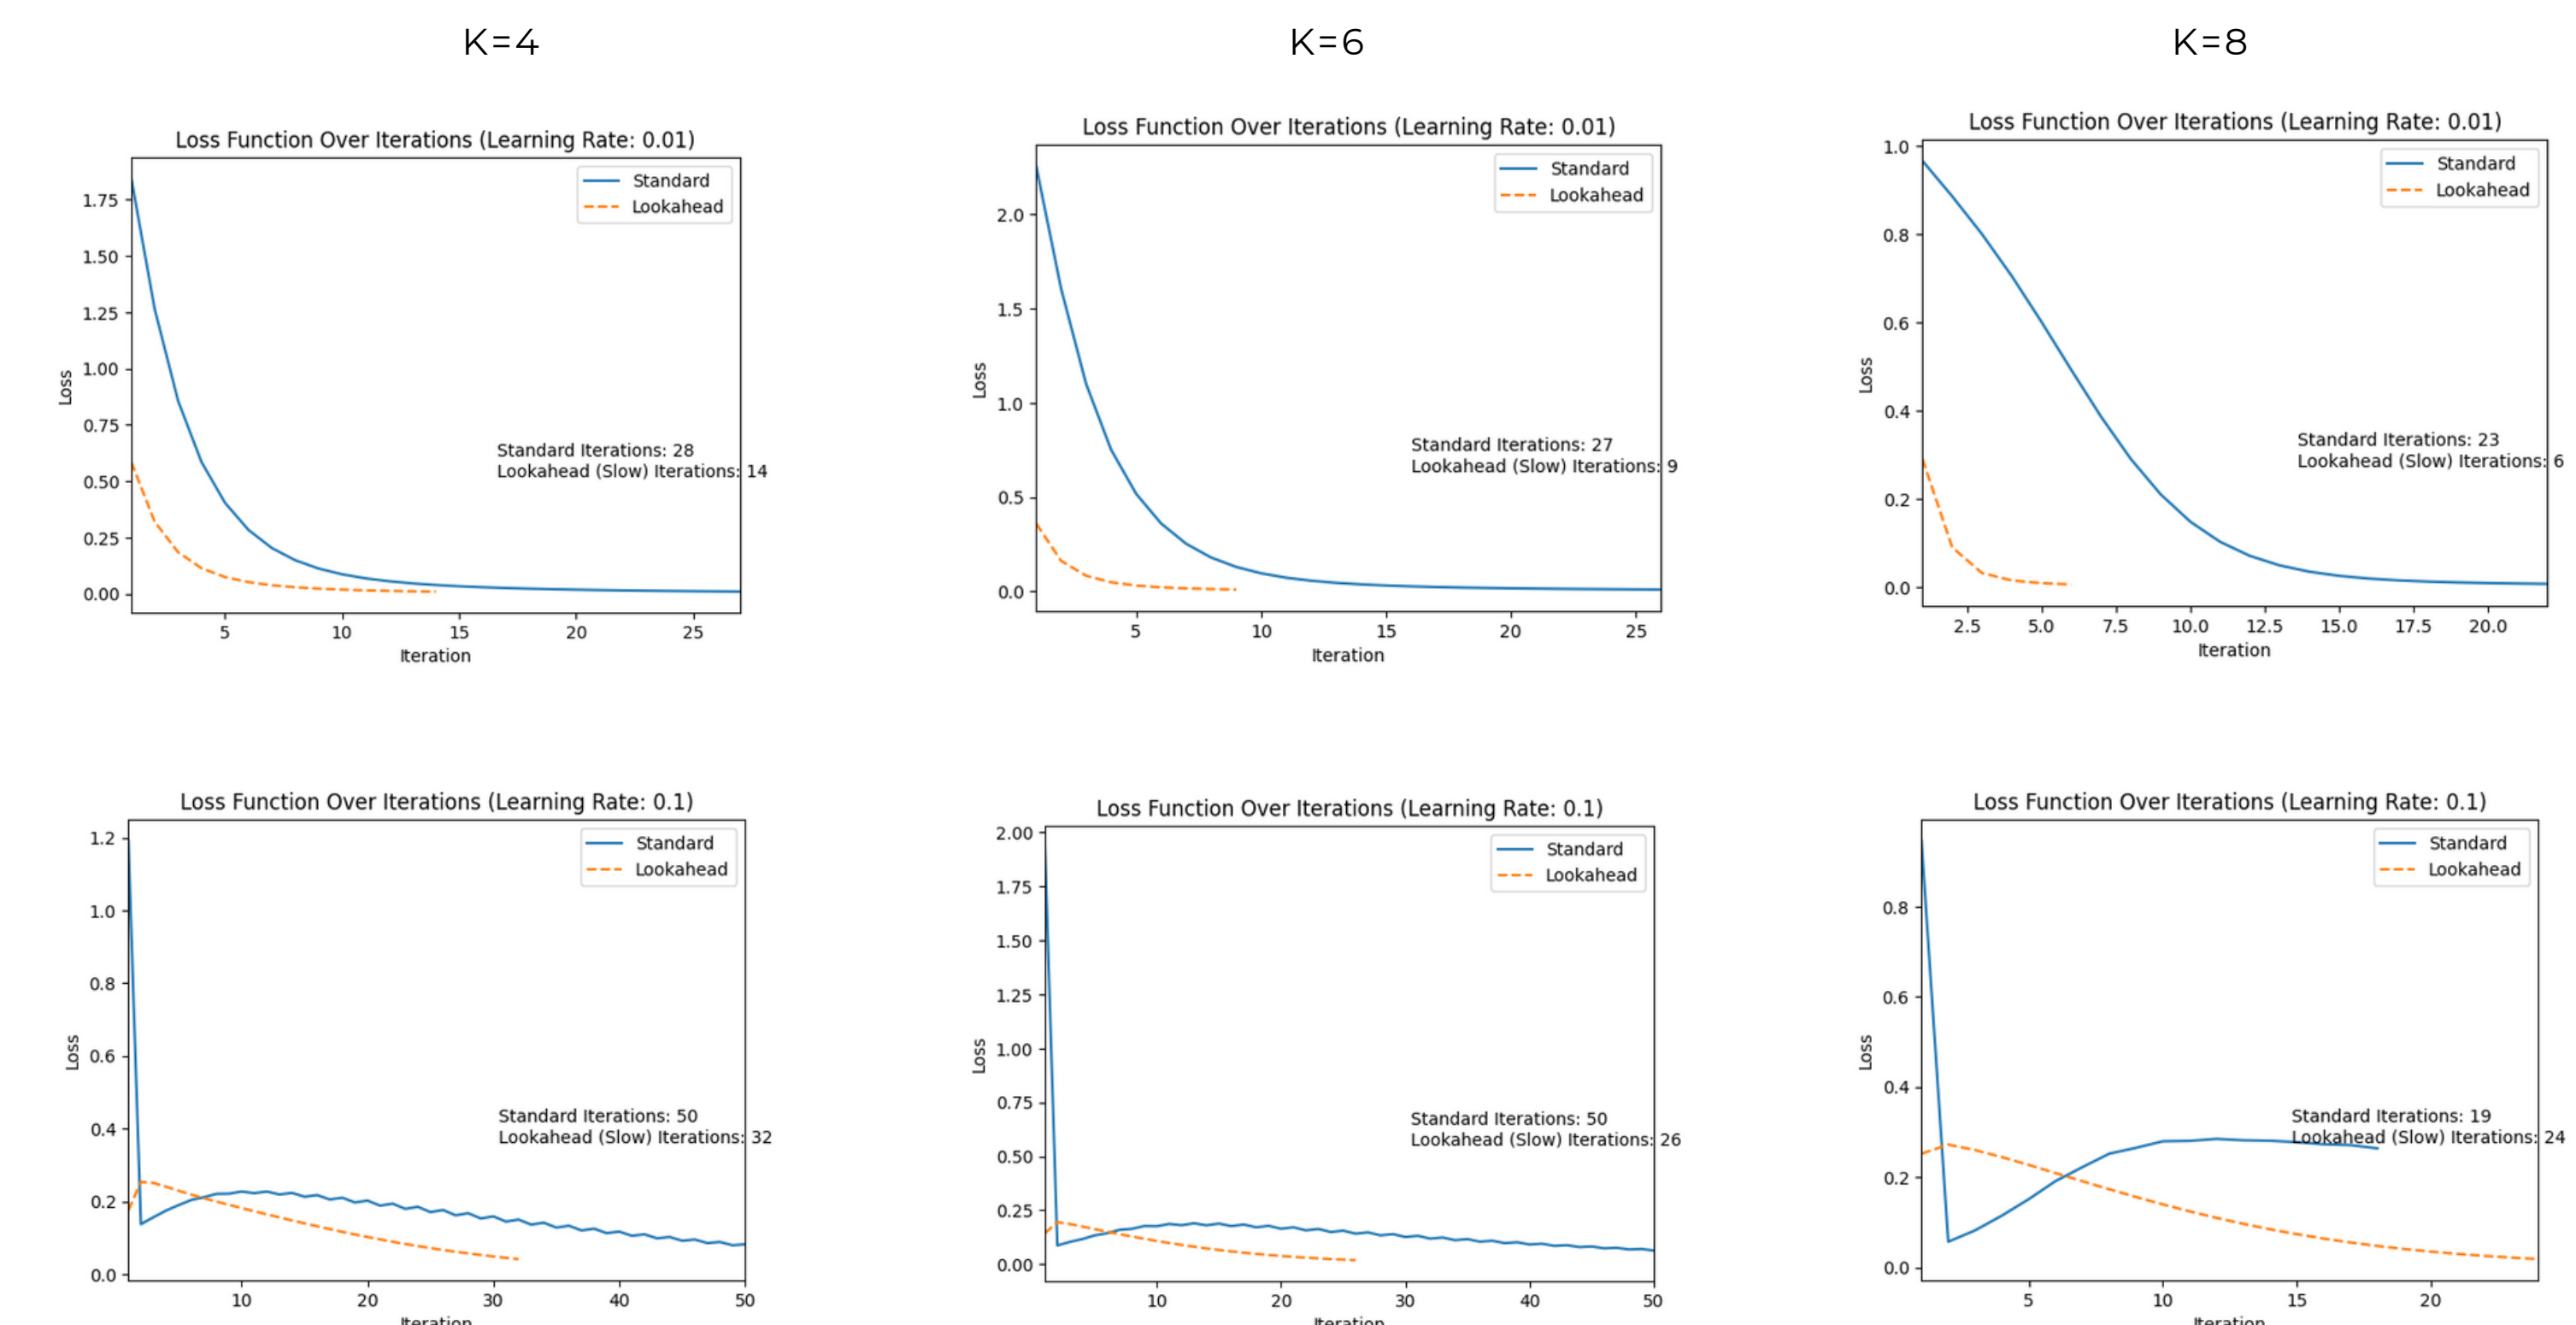 K=4
K=6
K=8
Loss Function Over Iterations (Learning Rate: 0.01)
Standard
Lookahead
1.75
1.50
1.25
1.00
0.75
0.50
0.25
0.00
Loss
Standard Iterations: 28
Lookahead (Slow) Iterations: 14
5
10
15
20
25
Iteration
Loss Function Over Iterations (Learning Rate: 0.01)
Standard
Lookahead
2.0
1.5
1.0
0.5
0.0
Loss
Standard Iterations: 27
Lookahead (Slow) Iterations: 9
5
10
15
20
25
Iteration
Loss Function Over Iterations (Learning Rate: 0.01)
Standard
Lookahead
1.0
0.8
0.6
0.4
0.2
0.0
Loss
Standard Iterations: 23
Lookahead (Slow) Iterations: 6
2.5
5.0
7.5
10.0
12.5
15.0
17.5
20.0
Iteration
Loss Function Over Iterations (Learning Rate: 0.1)
Standard
Lookahead
1.2
1.0
0.8
0.6
0.4
0.2
0.0
Loss
Standard Iterations: 50
Lookahead (Slow) Iterations: 32
10
20
30
40
50
Iteration
Loss Function Over Iterations (Learning Rate: 0.1)
Standard
Lookahead
2.00
1.75
1.50
1.25
1.00
0.75
0.50
0.25
0.00
Loss
Standard Iterations: 50
Lookahead (Slow) Iterations: 26
10
20
30
40
50
Iteration
Loss Function Over Iterations (Learning Rate: 0.1)
Standard
Lookahead
0.8
0.6
0.4
0.2
0.0
Loss
Standard Iterations: 19
Lookahead (Slow) Iterations: 24
5
10
15
20
Iteration